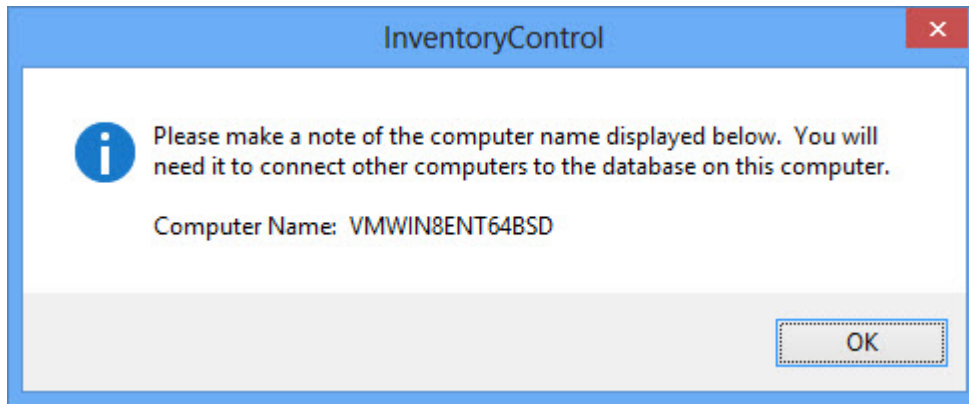 InventoryControl
Please make a note of the computer name displayed below.  You will
need it to connect other computers to the database on this computer.
Computer Name:  VMWIN8ENT64BSD
OK